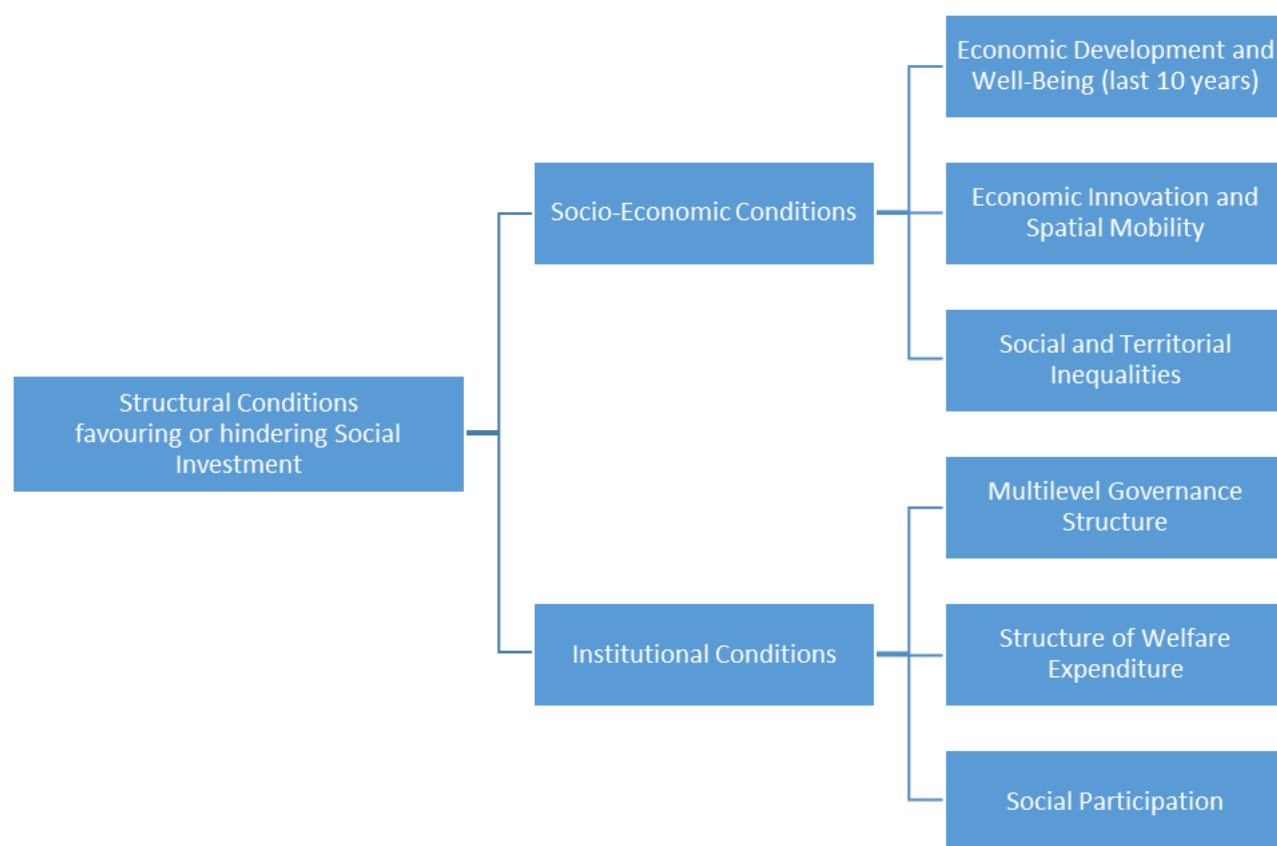 Structural Conditions
favouring or hindering Social
Investment
Socio-Economic Conditions
Economic Development and
Well-Being (last 10 years)
Economic Innovation and
Spatial Mobility
Social and Territorial
Inequalities
Institutional Conditions
Multilevel Governance
Structure
Structure of Welfare
Expenditure
Social Participation